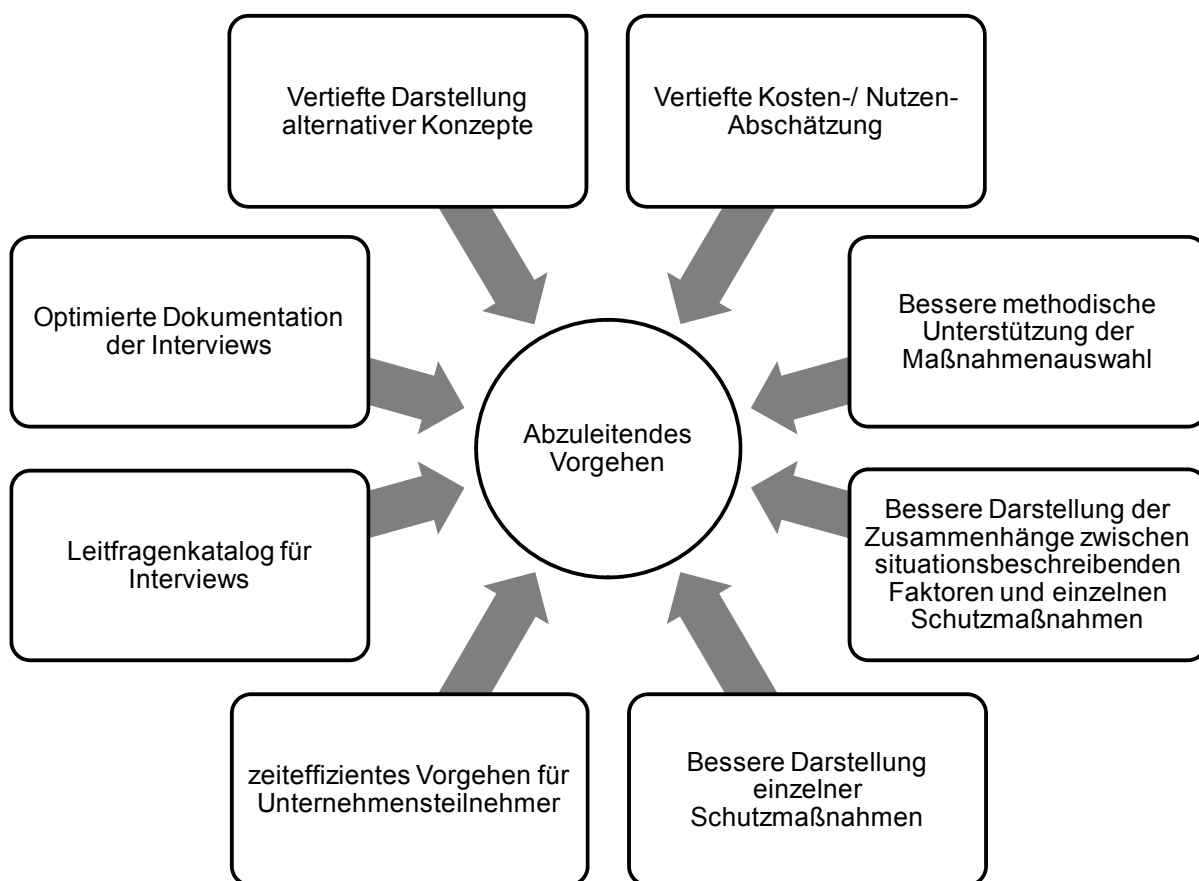 Vertiefte Darstellung
alternativer Konzepte
Vertiefte Kosten-/ Nutzen-
Abschätzung
Optimierte Dokumentation
der Interviews
Bessere methodische
Unterstützung der
Maßnahmenauswahl
Abzuleitendes
Vorgehen
Leitfragenkatalog für
Interviews
Bessere Darstellung der
Zusammenhänge zwischen
situationsbeschreibenden
Faktoren und einzelnen
Schutzmaßnahmen
zeiteffizientes Vorgehen für
Unternehmensteilnehmer
Bessere Darstellung
einzelner
Schutzmaßnahmen